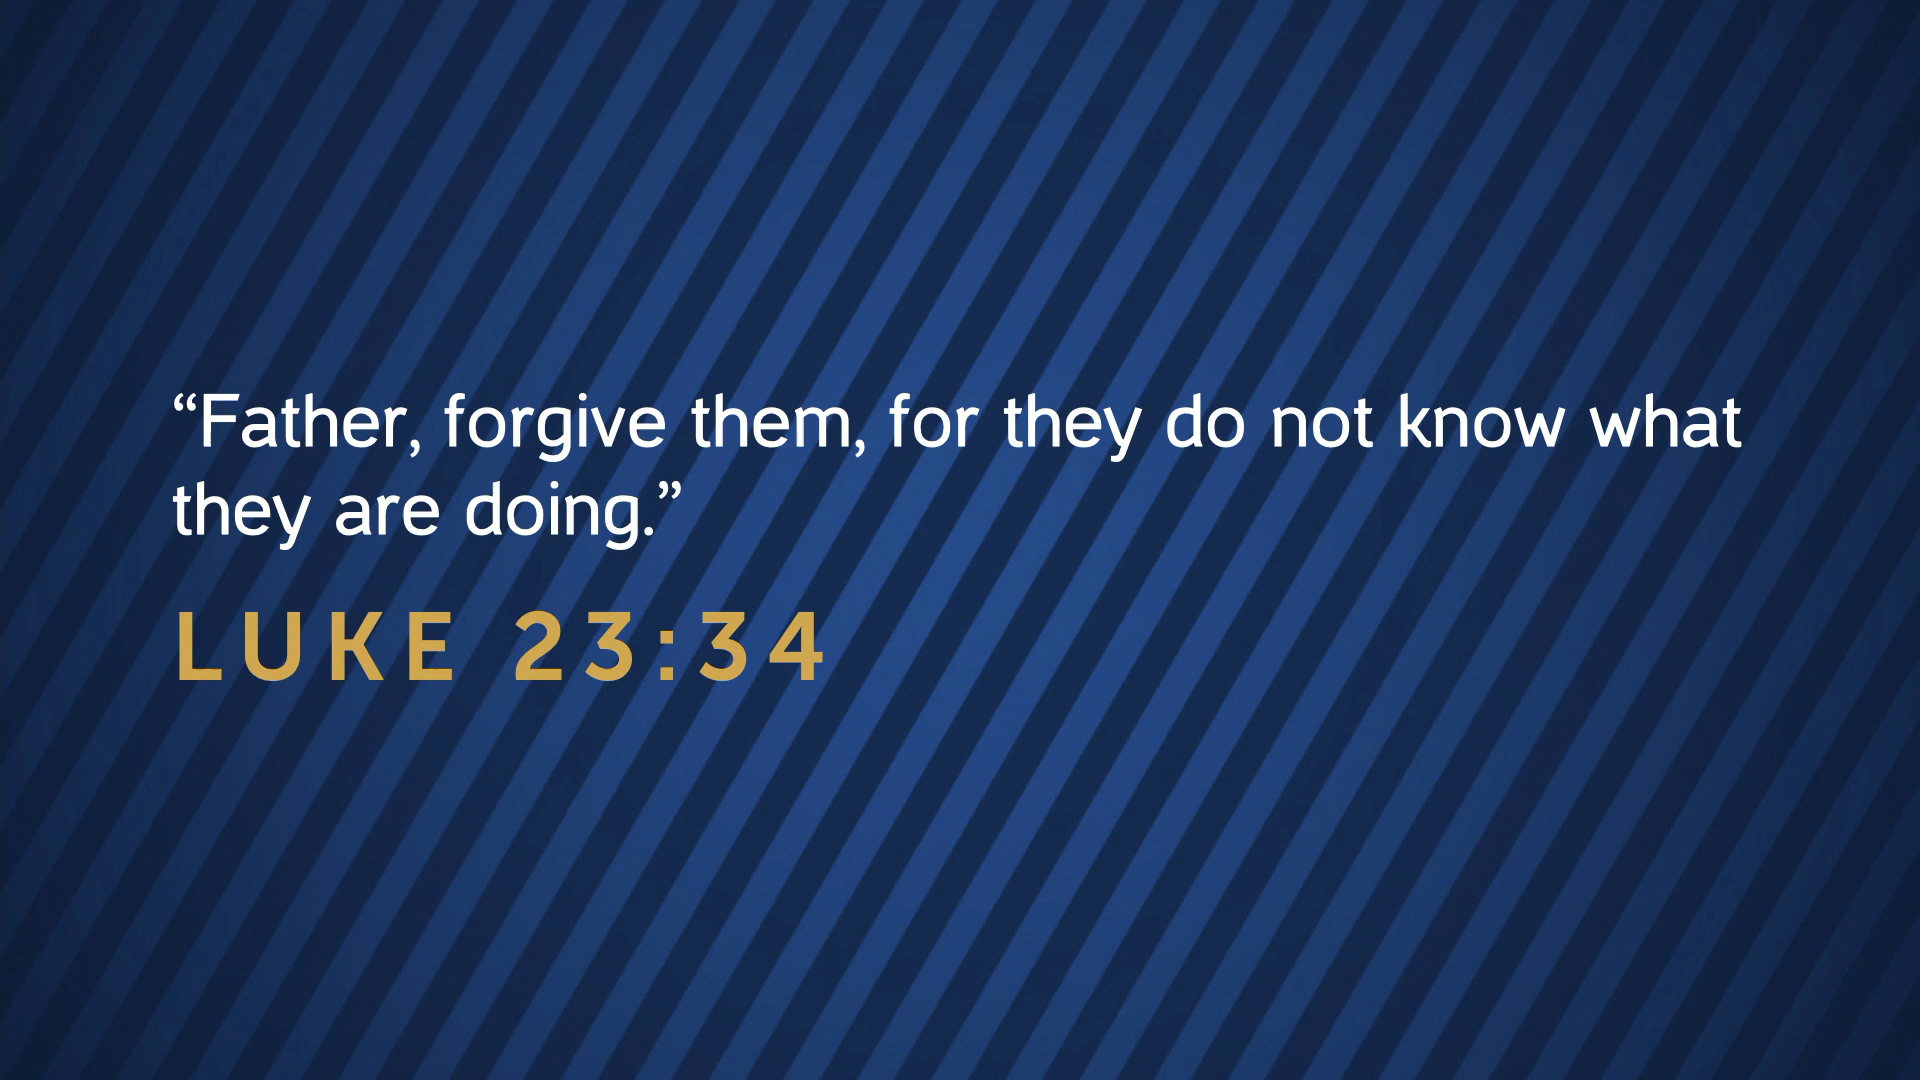 “Father, forgive them, for they do not know what
they are doing.”
LUKE 23:34